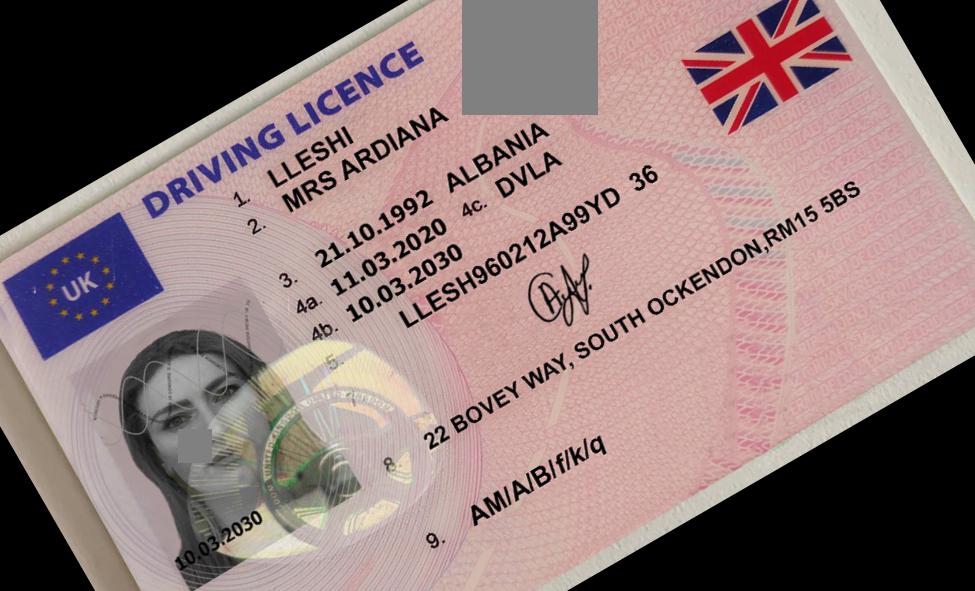 DRIVING LICENCE
UK
1. LLESHI
2. MRS ARDIANA
3. 21.10.1992 ALBANIA
4a. 11.03.2020 4c. DVLA
4b. 10.03.2030
5. LLESH960212A99YD 36
7.
8. 22 BOVEY WAY, SOUTH OCKENDON,RM15 5BS
9. AM/A/B/f/k/q
10.03.2030